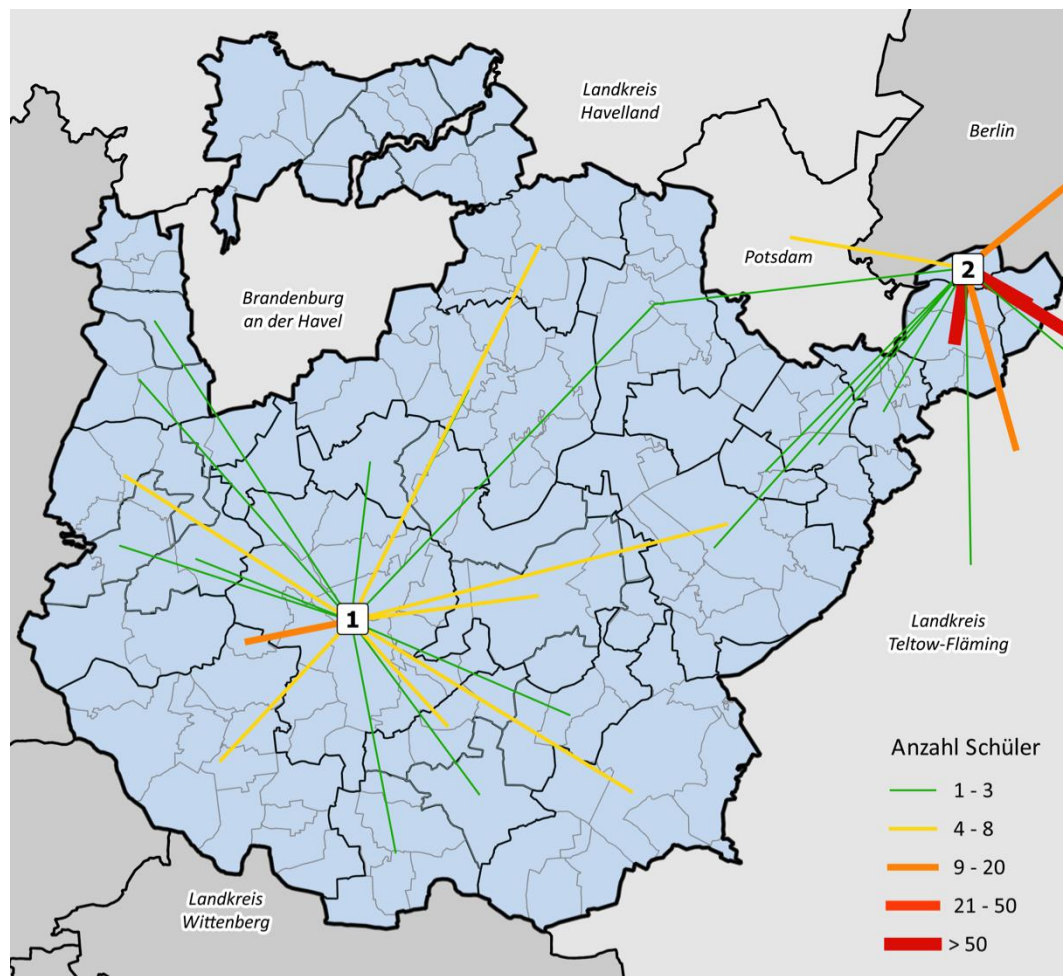 Landkreis
Havelland
Berlin
Potsdam
2
Brandenburg
an der Havel
1
Landkreis
Teltow-Fläming
Landkreis
Wittenberg
Anzahl Schüler
1 - 3
4 - 8
9 - 20
21 - 50
> 50